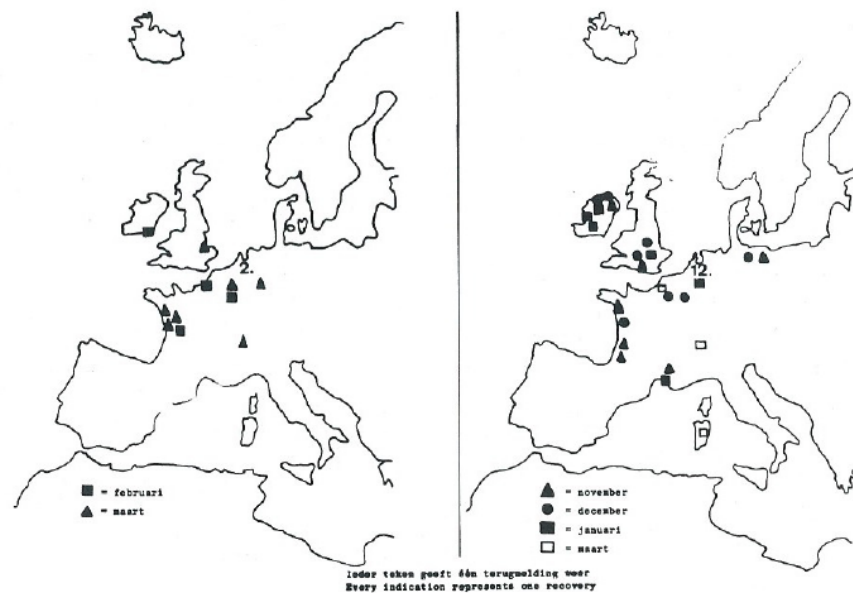 2.
■ = februari
▲ = maart
12.
▲ = november
● = december
■ = januari
□ = maart
Ieder teken geeft één terugmelding weer
Every indication represents one recovery